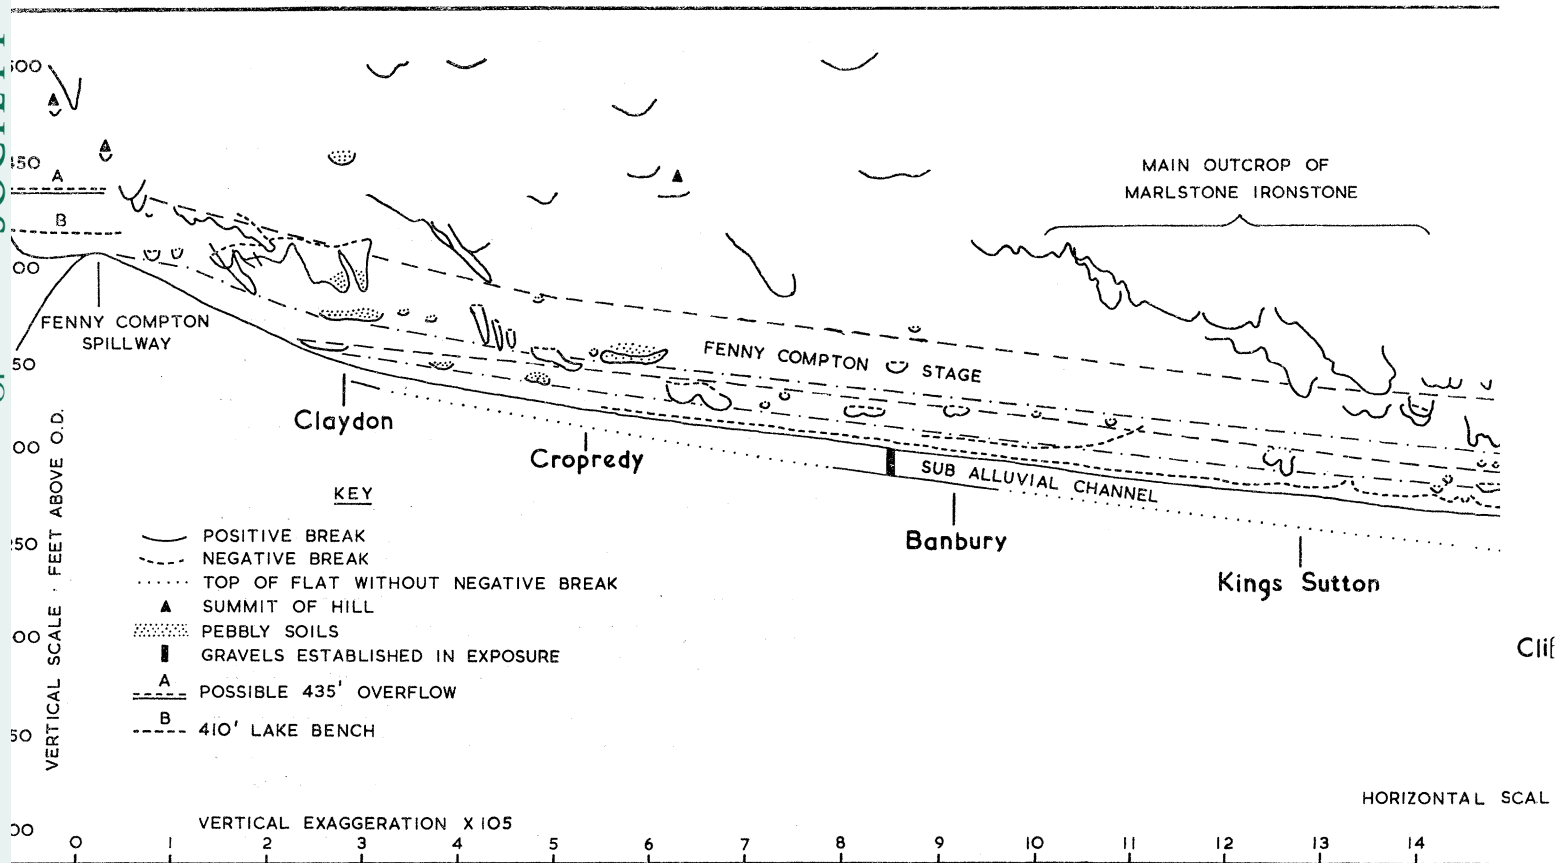 A
B
MAIN OUTCROP OF
MARLSTONE IRONSTONE
FENNY COMPTON
SPILLWAY
FENNY COMPTON STAGE
Claydon
Cropredy
SUB ALLUVIAL CHANNEL
Banbury
Kings Sutton
VERTICAL SCALE · FEET ABOVE O.D.
KEY
POSITIVE BREAK
NEGATIVE BREAK
TOP OF FLAT WITHOUT NEGATIVE BREAK
SUMMIT OF HILL
PEBBLY SOILS
GRAVELS ESTABLISHED IN EXPOSURE
A
POSSIBLE 435' OVERFLOW
B
410' LAKE BENCH
HORIZONTAL SCAL
VERTICAL EXAGGERATION X 105
0 1 2 3 4 5 6 7 8 9 10 11 12 13 14